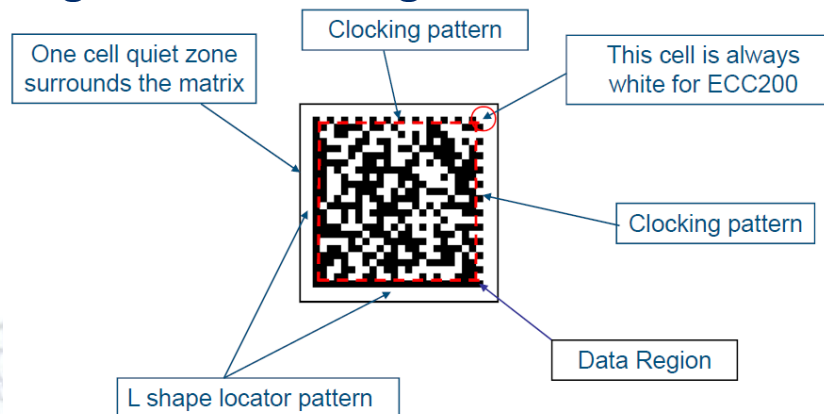 Clocking pattern
One cell quiet zone
surrounds the matrix
This cell is always
white for ECC200
Clocking pattern
Data Region
L shape locator pattern